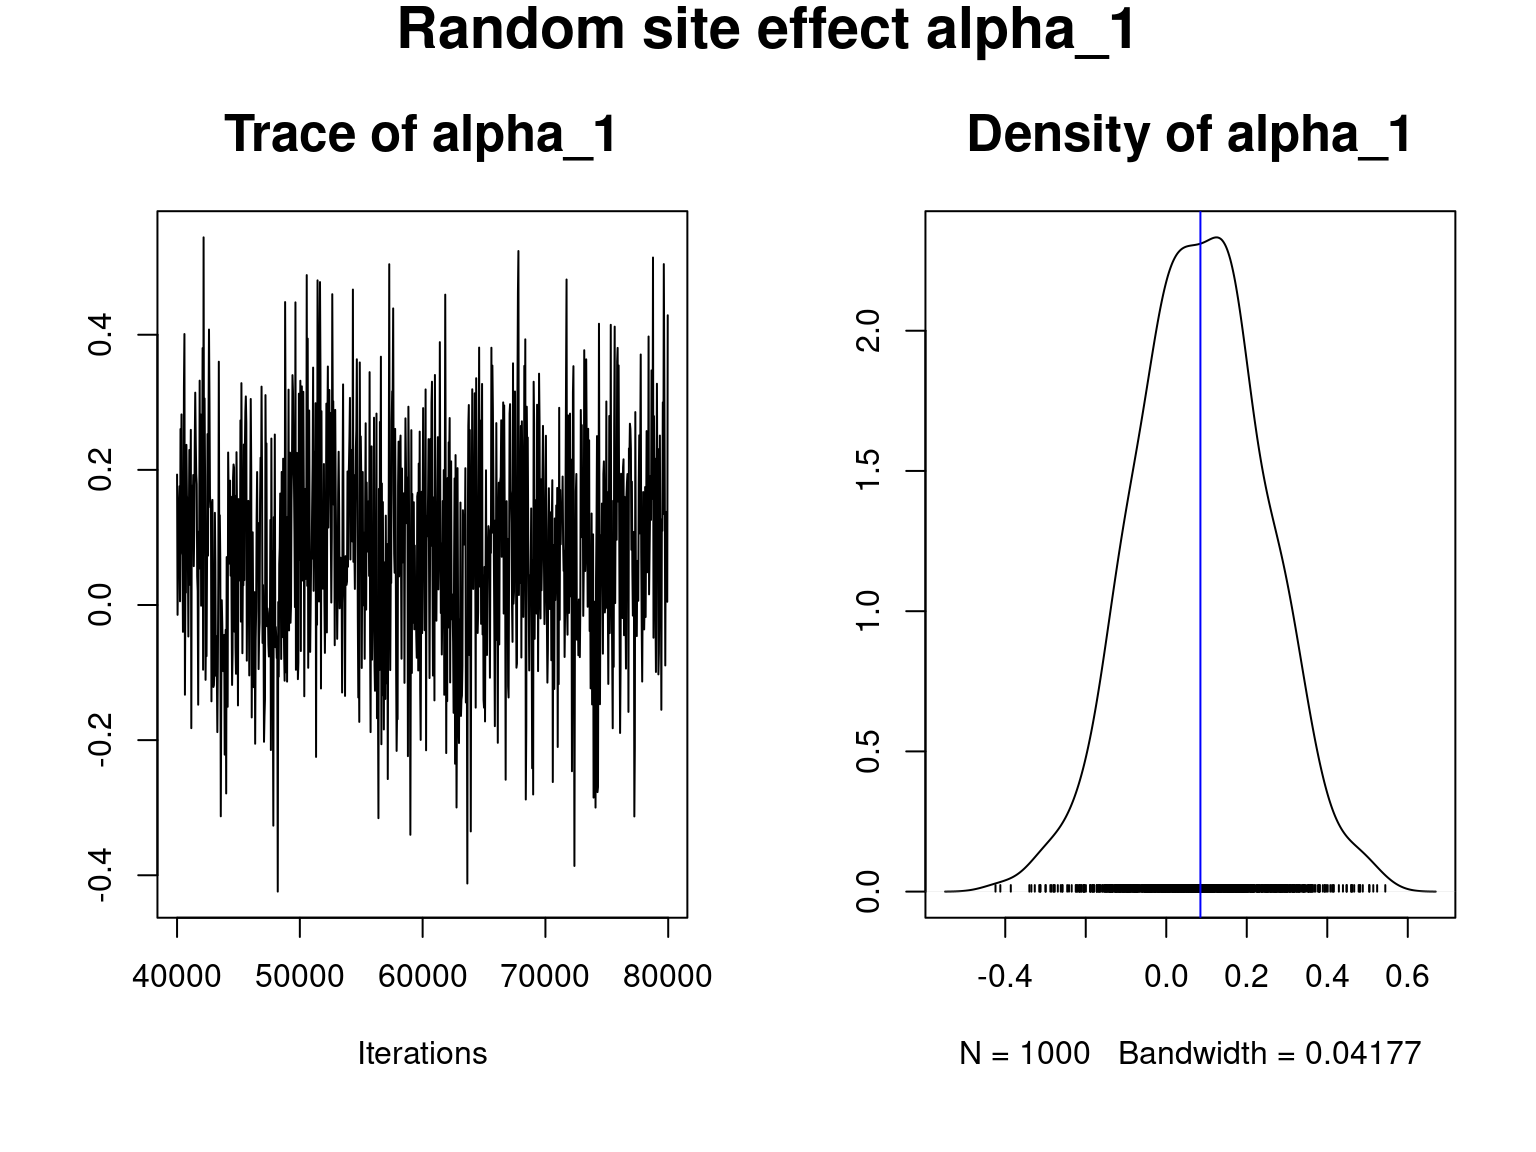 Random site effect alpha_1
Trace of alpha_1
0.4
0.2
0.0
-0.2
-0.4
40000 50000 60000 70000 80000
Iterations
Density of alpha_1
2.0
1.5
1.0
0.5
0.0
-0.4 0.0 0.2 0.4 0.6
N = 1000 Bandwidth = 0.04177